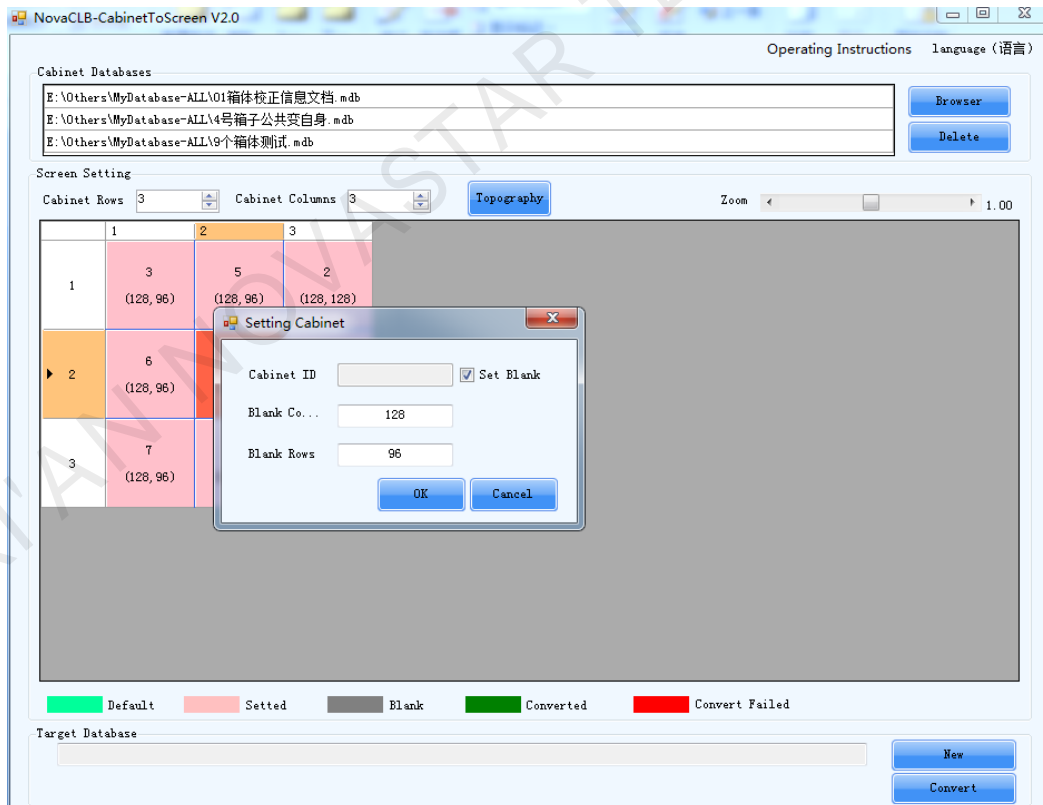 NovaCLB-CabinetToScreen V2.0
Operating Instructions language (语言)
Cabinet Databases
E:\Others\MyDatabase-ALL\01箱体校正信息文档.mdb
E:\Others\MyDatabase-ALL\4号箱子公共变自身.mdb
E:\Others\MyDatabase-ALL\9个箱体测试.mdb
Browser
Delete
Screen Setting
Cabinet Rows 3 Cabinet Columns 3 Topography Zoom 1.00
1 2 3
1
3 5 2
(128, 96) (128, 96) (128, 128)
2
6
(128, 96)
3
7
(128, 96)
Setting Cabinet
Cabinet ID Set Blank
Blank Co... 128
Blank Rows 96
OK Cancel
Default Setted Blank Converted Convert Failed
Target Database
New
Convert
AN NOVASTAR